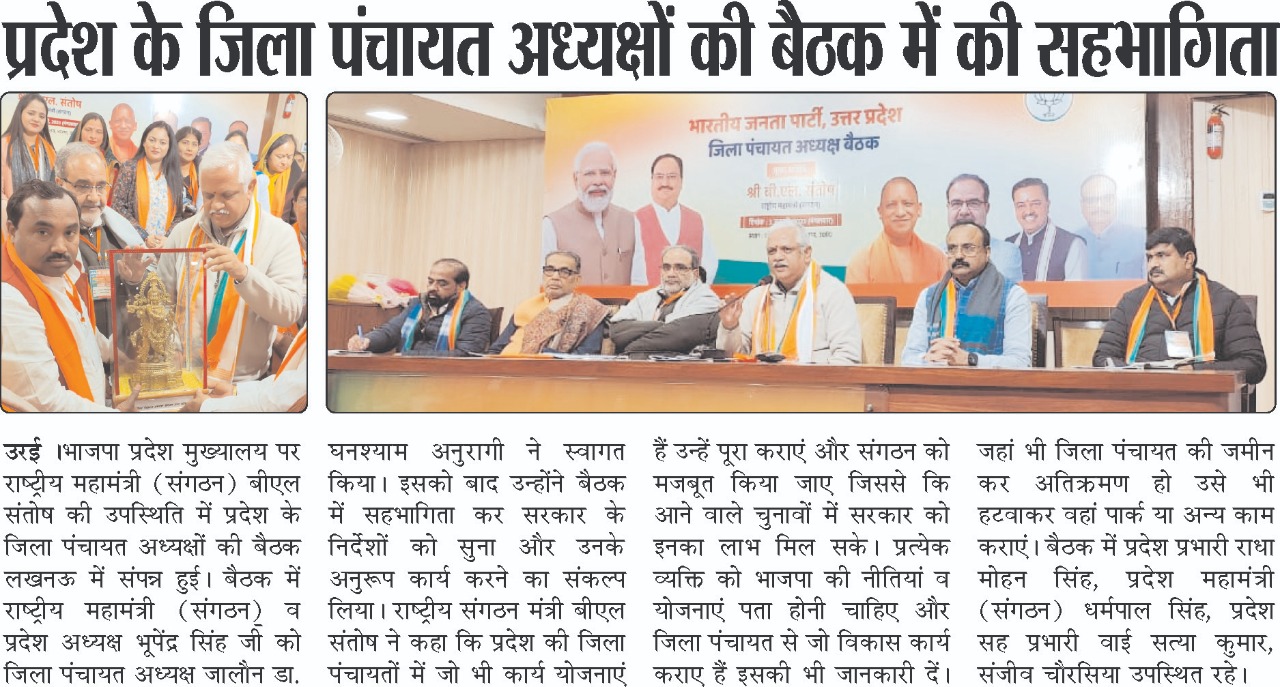 प्रदेश के जिला पंचायत अध्यक्षों की बैठक में की सहभागिता
एल. संतोष
भारतीय जनता पार्टी, उत्तर प्रदेश
जिला पंचायत अध्यक्ष बैठक
श्री बी.एल. संतोष
उरई ।भाजपा प्रदेश मुख्यालय पर
राष्ट्रीय महामंत्री (संगठन) बीएल
संतोष की उपस्थिति में प्रदेश के
जिला पंचायत अध्यक्षों की बैठक
लखनऊ में संपन्न हुई। बैठक में
राष्ट्रीय महामंत्री (संगठन) व
प्रदेश अध्यक्ष भूपेंद्र सिंह जी को
जिला पंचायत अध्यक्ष जालौन डा.
घनश्याम अनुरागी ने स्वागत
किया। इसको बाद उन्होंने बैठक
में सहभागिता कर सरकार के
निर्देशों को सुना और उनके
अनुरूप कार्य करने का संकल्प
लिया। राष्ट्रीय संगठन मंत्री बीएल
संतोष ने कहा कि प्रदेश की जिला
पंचायतों में जो भी कार्य योजनाएं
हैं उन्हें पूरा कराएं और संगठन को
मजबूत किया जाए जिससे कि
आने वाले चुनावों में सरकार को
इनका लाभ मिल सके। प्रत्येक
व्यक्ति को भाजपा की नीतियां व
योजनाएं पता होनी चाहिए और
जिला पंचायत से जो विकास कार्य
कराए हैं इसकी भी जानकारी दें।
जहां भी जिला पंचायत की जमीन
कर अतिक्रमण हो उसे भी
हटवाकर वहां पार्क या अन्य काम
कराएं। बैठक में प्रदेश प्रभारी राधा
मोहन सिंह, प्रदेश महामंत्री
(संगठन) धर्मपाल सिंह, प्रदेश
सह प्रभारी वाई सत्या कुमार,
संजीव चौरसिया उपस्थित रहे।